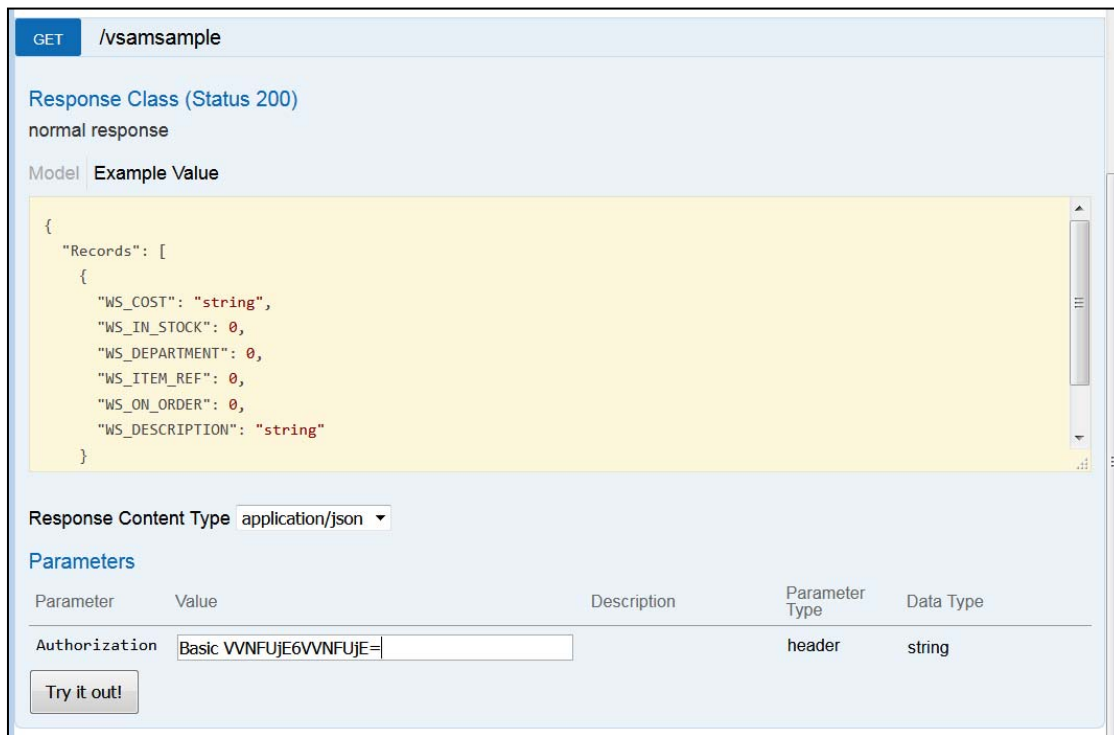 GET /vsamsample
Response Class (Status 200)
normal response
Model Example Value
{
"Records": [
{
"WS_COST": "string",
"WS_IN_STOCK": 0,
"WS_DEPARTMENT": 0,
"WS_ITEM_REF": 0,
"WS_ON_ORDER": 0,
"WS_DESCRIPTION": "string"
}
Response Content Type application/json
Parameters
Parameter Value Description Parameter Type Data Type
Authorization Basic VVNFUjE6VVNFUjE= header string
Try it out!